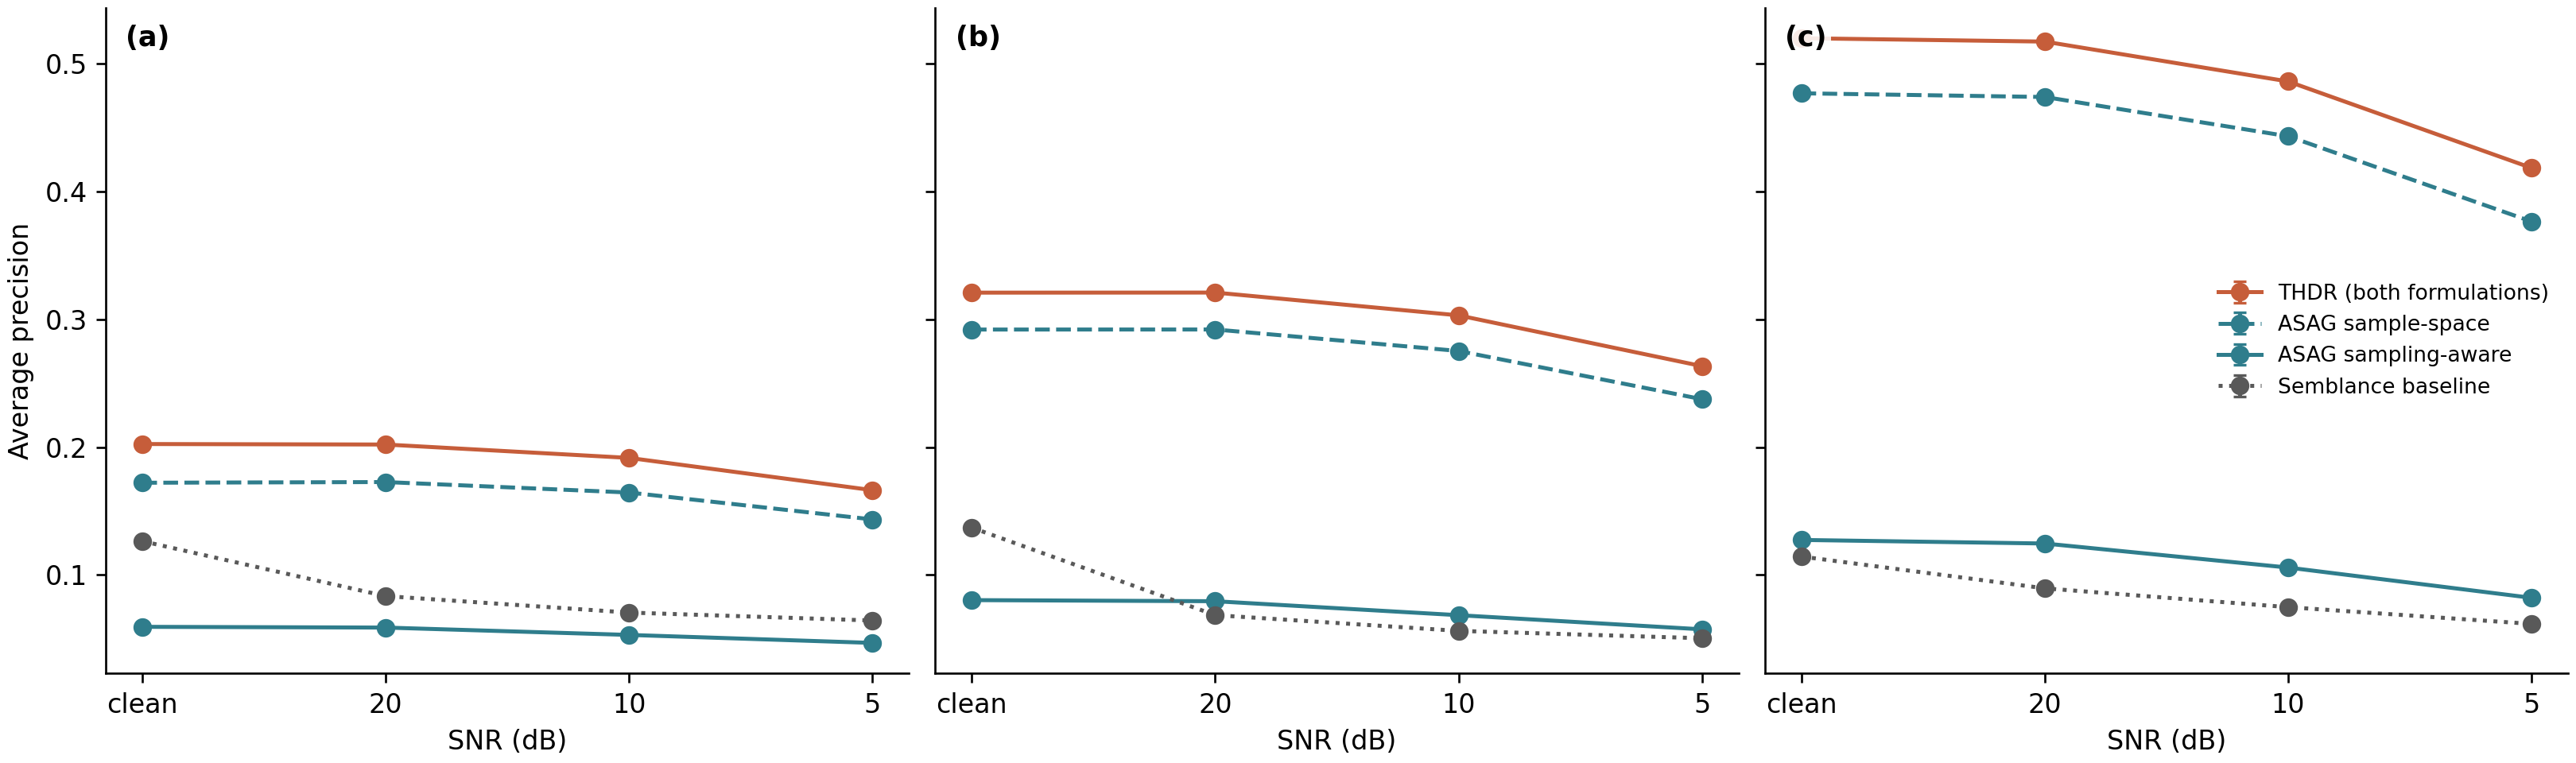 (a)
(b)
(c)
Average precision
0.5
0.4
0.3
0.2
0.1
THDR (both formulations)
ASAG sample-space
ASAG sampling-aware
Semblance baseline
clean 20 10 5
clean 20 10 5
clean 20 10 5
SNR (dB)
SNR (dB)
SNR (dB)